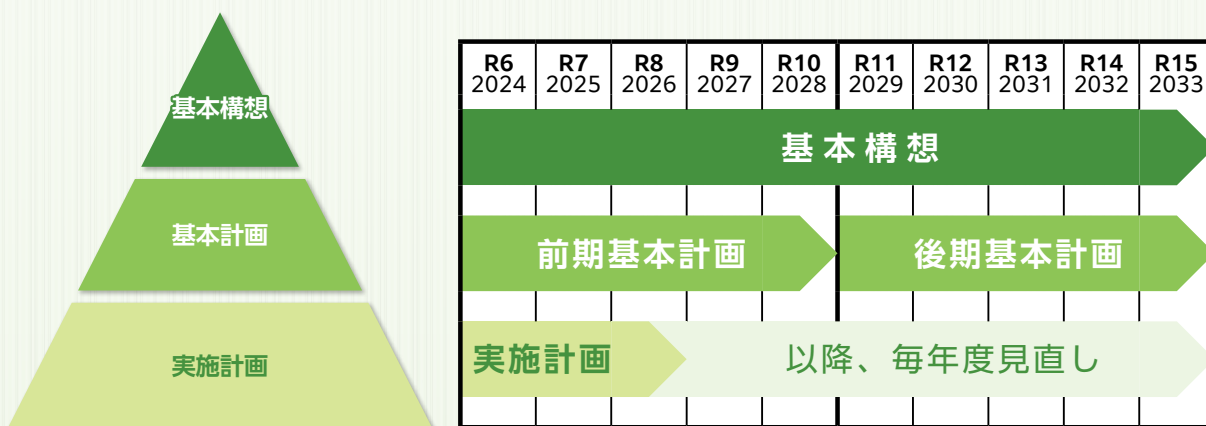 基本構想
基本計画
実施計画
R6 R7 R8 R9 R10 R11 R12 R13 R14 R15
2024 2025 2026 2027 2028 2029 2030 2031 2032 2033
基本構想
前期基本計画 後期基本計画
実施計画 以降、毎年度見直し